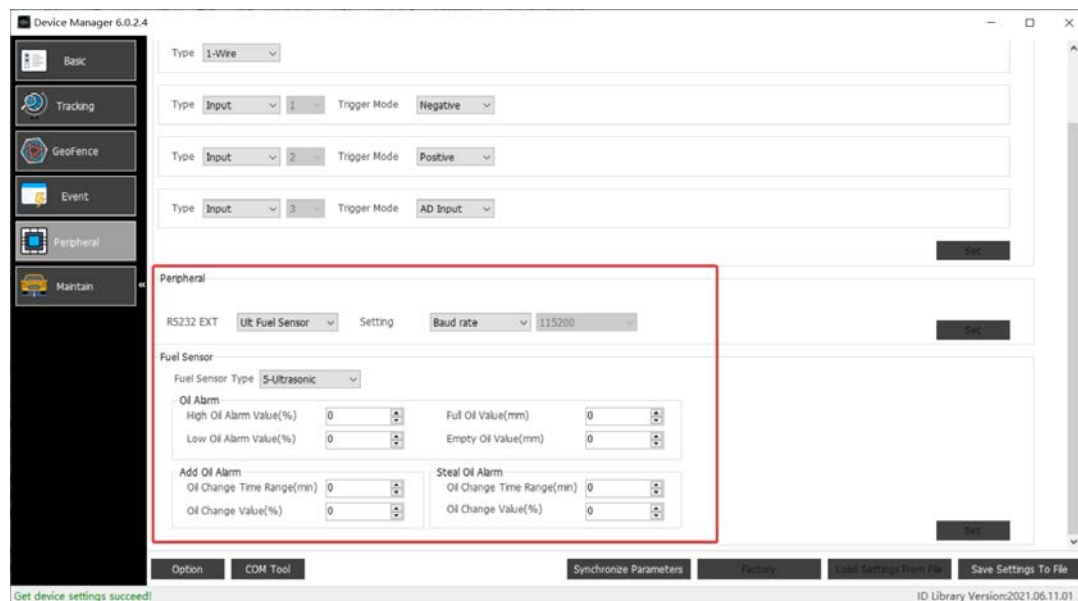 Device Manager 6.0.2.4
Basic
Tracking
GeoFence
Event
Peripheral
Maintain
«
Type 1-Wire
Type Input 1 Trigger Mode Negative
Type Input 2 Trigger Mode Positive
Type Input 3 Trigger Mode AD Input
Set
Peripheral
RS232 EXT Ult Fuel Sensor Setting Baud rate 115200
Set
Fuel Sensor
Fuel Sensor Type 5-Ultrasonic
Oil Alarm
High Oil Alarm Value(%) 0 Full Oil Value(mm) 0
Low Oil Alarm Value(%) 0 Empty Oil Value(mm) 0
Add Oil Alarm Steal Oil Alarm
Oil Change Time Range(min) 0 Oil Change Time Range(min) 0
Oil Change Value(%) 0 Oil Change Value(%) 0
Set
Option COM Tool Synchronize Parameters Factory Load Settings From File Save Settings To File
Get device settings succeed! ID Library Version:2021.06.11.01